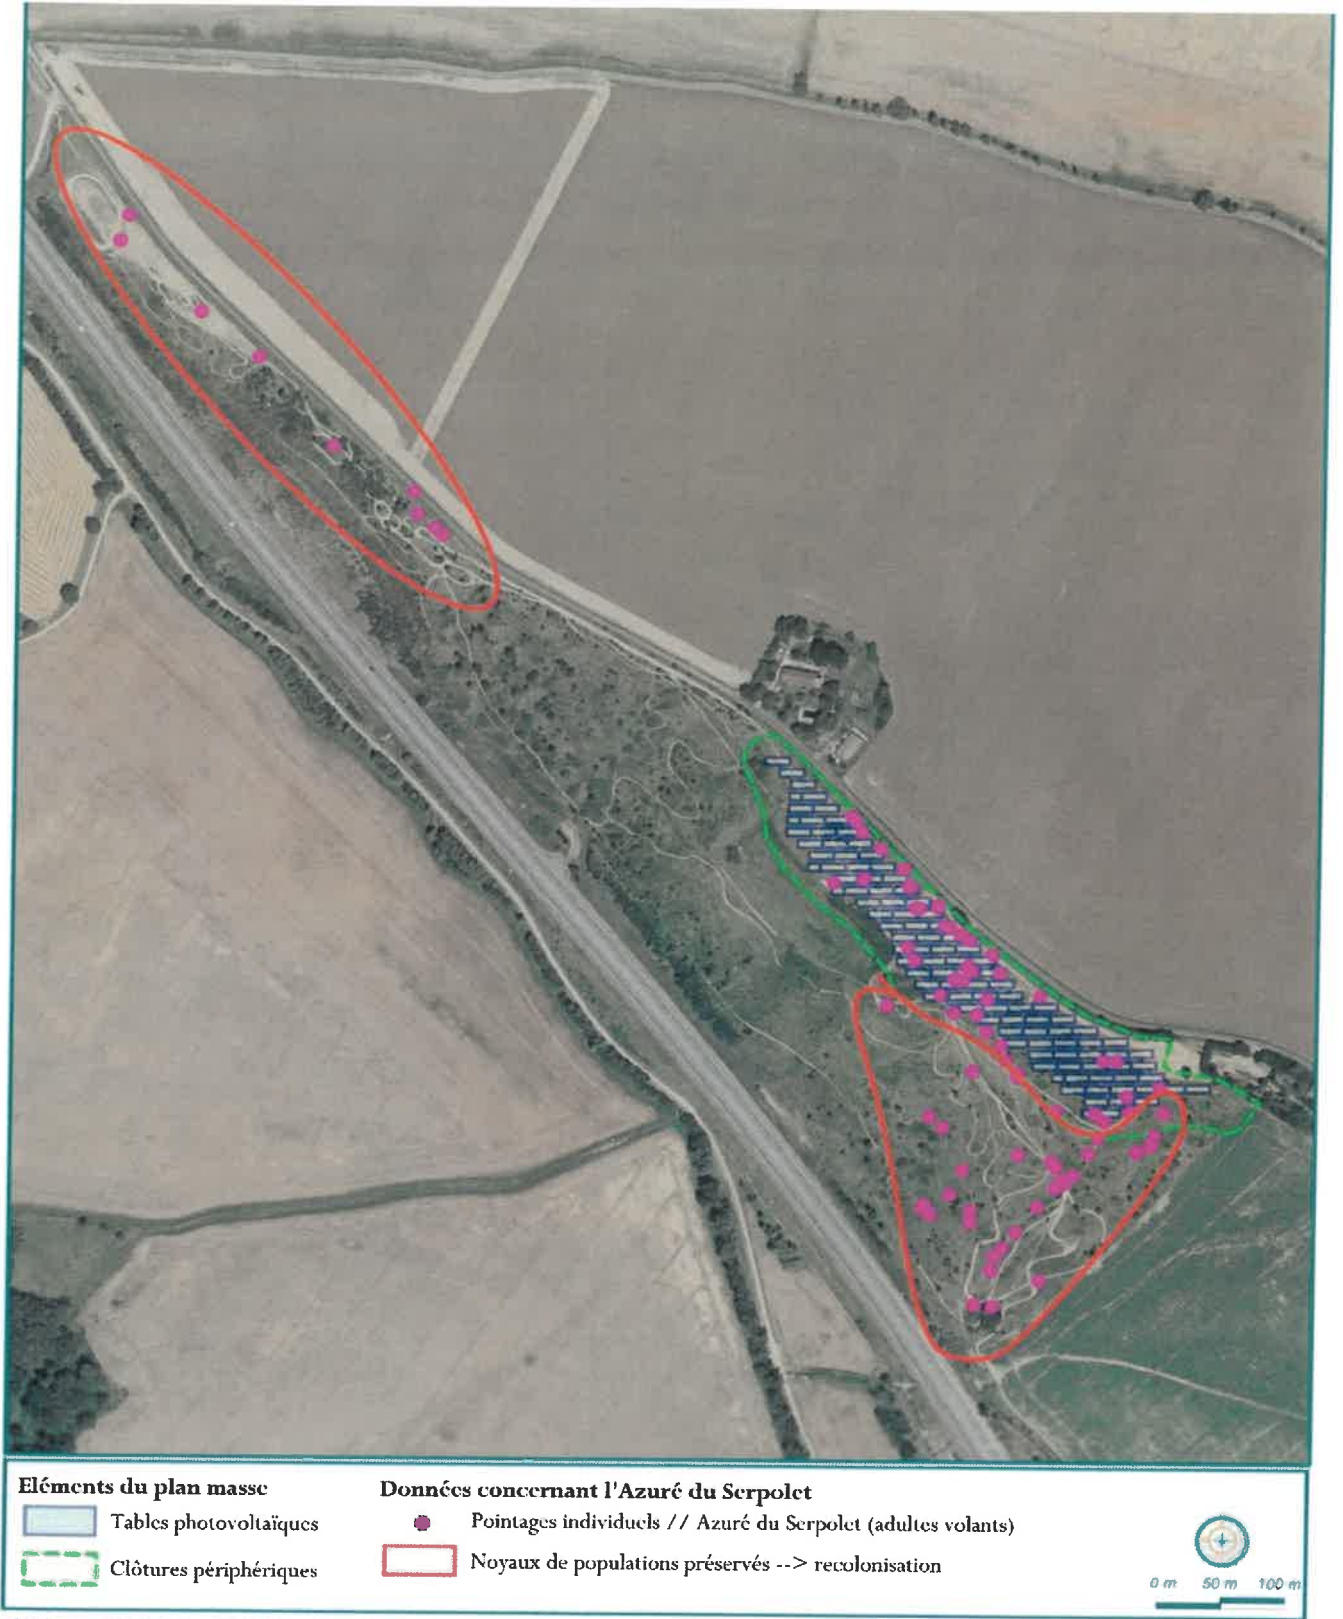 Eléments du plan masse
Tables photovoltaïques
Clôtures périphériques
Données concernant l'Azuré du Serpolet
Pointages individuels // Azuré du Serpolet (adultes volants)
Noyaux de populations préservés --> recolonisation
0 m 50 m 100 m